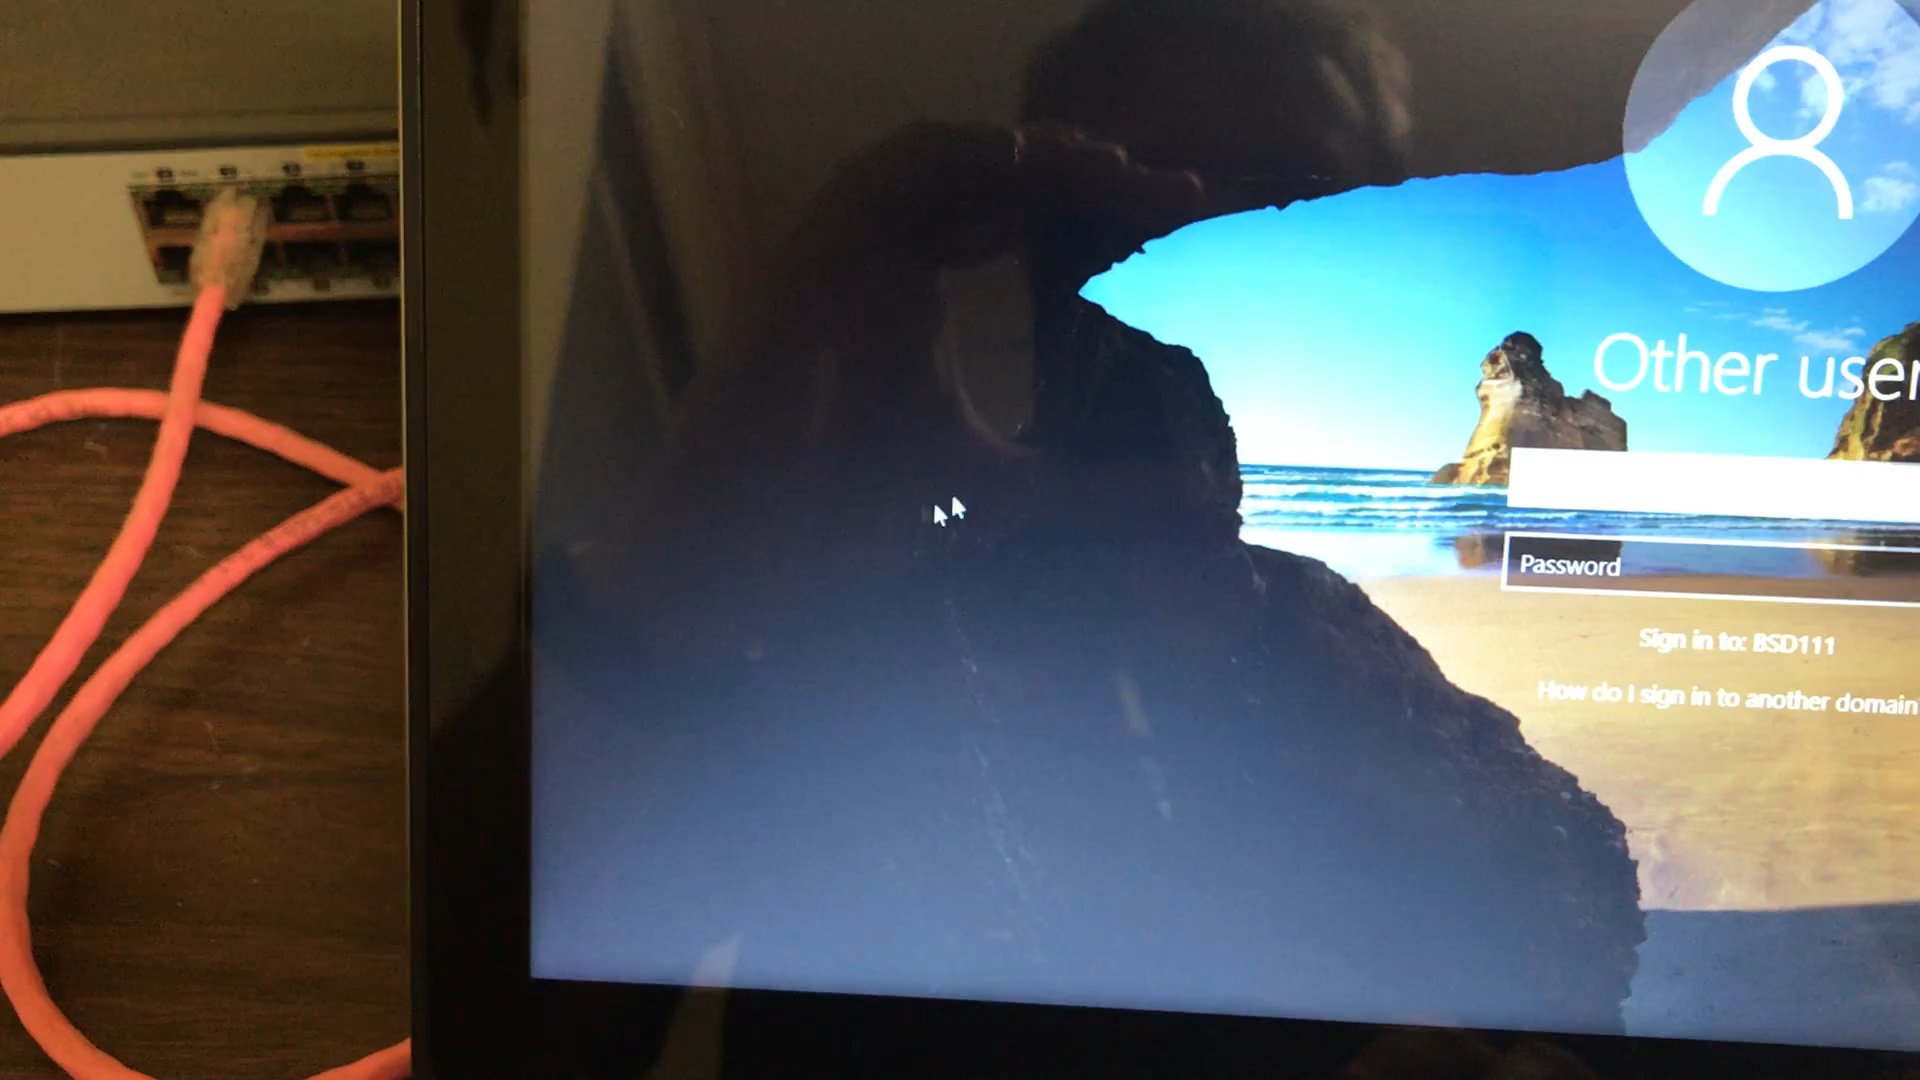 Other user
Password
Sign in to: BSD111
How do I sign in to another domain?